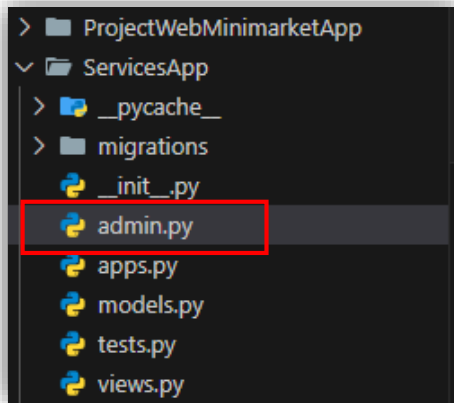 ProjectWebMinimarketApp
ServicesApp
__pycache__
migrations
__init__.py
admin.py
apps.py
models.py
tests.py
views.py